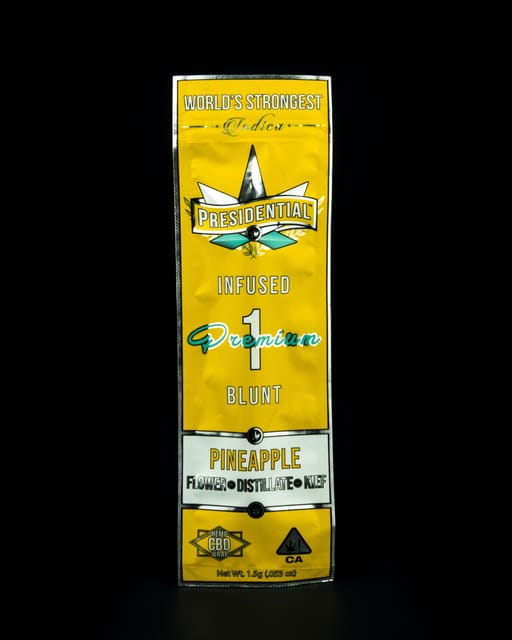 WORLD'S STRONGEST
Indica
PRESIDENTIAL
INFUSED
1
Premium
BLUNT
PINEAPPLE
FLOWER • DISTILLATE • KIEF
HEMP
CBD
WRAP
CA
Net Wt. 1.5g (.053 oz)